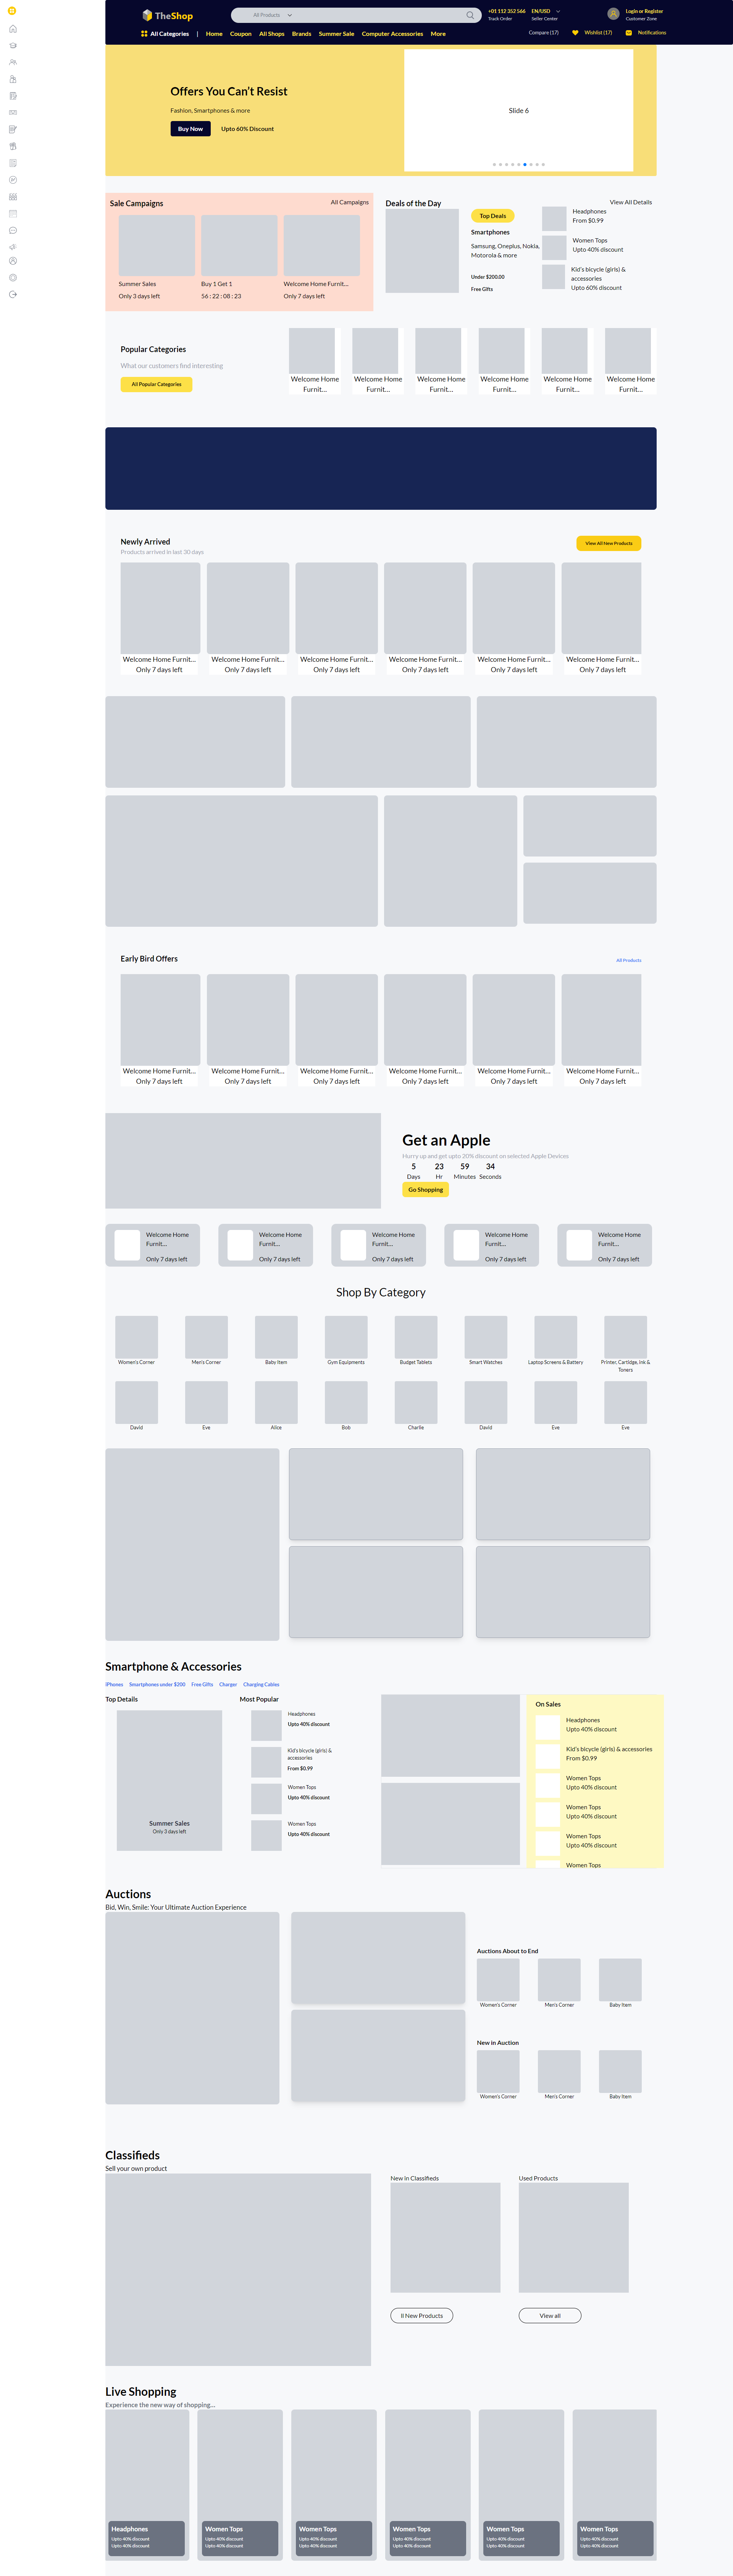 TheShop
All Products
+01 112 352 566
Track Order
EN/USD
Seller Center
Login or Register
Customer Zone
All Categories | Home Coupon All Shops Brands Summer Sale Computer Accessories More
Compare (17) Wishlist (17) Notifications
Offers You Can't Resist
Fashion, Smartphones & more
Buy Now Upto 60% Discount
Slide 6
Sale Campaigns All Campaigns
Summer Sales
Only 3 days left
Buy 1 Get 1
56 : 22 : 08 : 23
Welcome Home Furnit...
Only 7 days left
Deals of the Day View All Details
Top Deals
Smartphones
Samsung, Oneplus, Nokia,
Motorola & more
Under $200.00
Free Gifts
Headphones
From $0.99
Women Tops
Upto 40% discount
Kid's bicycle (girls) &
accessories
Upto 60% discount
Popular Categories
What our customers find interesting
All Popular Categories
Welcome Home
Furnit...
Welcome Home
Furnit...
Welcome Home
Furnit...
Welcome Home
Furnit...
Welcome Home
Furnit...
Welcome Home
Furnit...
Newly Arrived
Products arrived in last 30 days
View All New Products
Welcome Home Furnit...
Only 7 days left
Welcome Home Furnit...
Only 7 days left
Welcome Home Furnit...
Only 7 days left
Welcome Home Furnit...
Only 7 days left
Welcome Home Furnit...
Only 7 days left
Welcome Home Furnit...
Only 7 days left
Early Bird Offers
All Products
Welcome Home Furnit...
Only 7 days left
Welcome Home Furnit...
Only 7 days left
Welcome Home Furnit...
Only 7 days left
Welcome Home Furnit...
Only 7 days left
Welcome Home Furnit...
Only 7 days left
Welcome Home Furnit...
Only 7 days left
Get an Apple
Hurry up and get upto 20% discount on selected Apple Devices
5 23 59 34
Days Hr Minutes Seconds
Go Shopping
Welcome Home
Furnit...
Only 7 days left
Welcome Home
Furnit...
Only 7 days left
Welcome Home
Furnit...
Only 7 days left
Welcome Home
Furnit...
Only 7 days left
Welcome Home
Furnit...
Only 7 days left
Shop By Category
Women's Corner
Men's Corner
Baby Item
Gym Equipments
Budget Tablets
Smart Watches
Laptop Screens & Battery
Printer, Cartidge, Ink &
Toners
David
Eve
Alice
Bob
Charlie
David
Eve
Eve
Smartphone & Accessories
iPhones Smartphones under $200 Free Gifts Charger Charging Cables
Top Details
Summer Sales
Only 3 days left
Most Popular
Headphones
Upto 40% discount
Kid's bicycle (girls) &
accessories
From $0.99
Women Tops
Upto 40% discount
Women Tops
Upto 40% discount
On Sales
Headphones
Upto 40% discount
Kid's bicycle (girls) & accessories
From $0.99
Women Tops
Upto 40% discount
Women Tops
Upto 40% discount
Women Tops
Upto 40% discount
Women Tops
Auctions
Bid, Win, Smile: Your Ultimate Auction Experience
Auctions About to End
Women's Corner
Men's Corner
Baby Item
New in Auction
Women's Corner
Men's Corner
Baby Item
Classifieds
Sell your own product
New In Classifieds
ll New Products
Used Products
View all
Live Shopping
Experience the new way of shopping...
Headphones
Upto 40% discount
Upto 40% discount
Women Tops
Upto 40% discount
Upto 40% discount
Women Tops
Upto 40% discount
Upto 40% discount
Women Tops
Upto 40% discount
Upto 40% discount
Women Tops
Upto 40% discount
Upto 40% discount
Women Tops
Upto 40% discount
Upto 40% discount